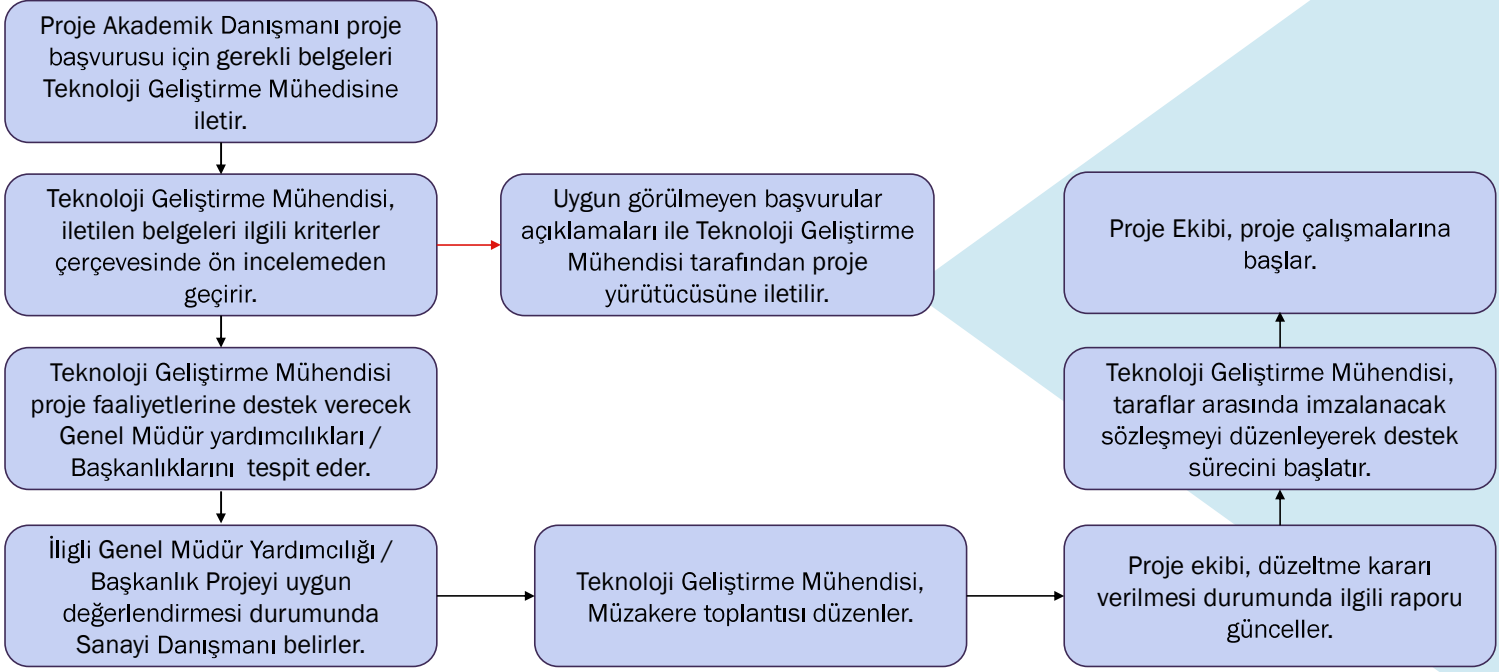 Proje Akademik Danışmanı proje
başvurusu için gerekli belgeleri
Teknoloji Geliştirme Mühedisine
iletir.
Teknoloji Geliştirme Mühendisi,
iletilen belgeleri ilgili kriterler
çerçevesinde ön incelemeden
geçirir.
Uygun görülmeyen başvurular
açıklamaları ile Teknoloji Geliştirme
Mühendisi tarafından proje
yürütücüsüne iletilir.
Teknoloji Geliştirme Mühendisi
proje faaliyetlerine destek verecek
Genel Müdür yardımcılıkları /
Başkanlıklarını tespit eder.
İligli Genel Müdür Yardımcılığı /
Başkanlık Projeyi uygun
değerlendirmesi durumunda
Sanayi Danışmanı belirler.
Teknoloji Geliştirme Mühendisi,
Müzakere toplantısı düzenler.
Proje ekibi, düzeltme kararı
verilmesi durumunda ilgili raporu
günceller.
Teknoloji Geliştirme Mühendisi,
taraflar arasında imzalanacak
sözleşmeyi düzenleyerek destek
sürecini başlatır.
Proje Ekibi, proje çalışmalarına
başlar.